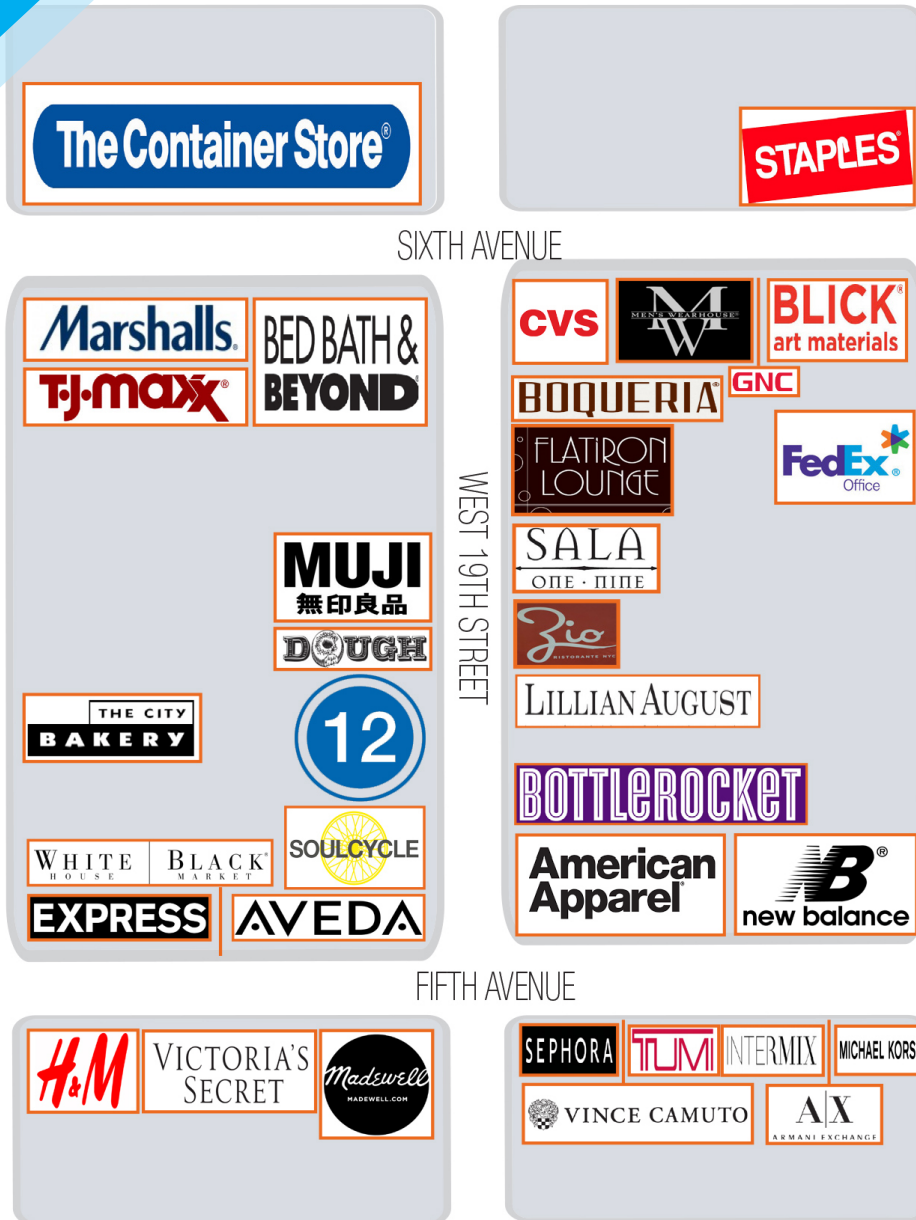 The Container Store®
STAPLES®
SIXTH AVENUE
Marshalls.
BED BATH &
BEYOND
T·J·maxx®
CVS
MEN'S WEARHOUSE®
MW
BLICK®
art materials
BOQUERIA®
GNC
FLATIRON
LOUNGE
FedEx®
Office
WEST 19TH STREET
MUJI
無印良品
SALA
ONE · NINE
DOUGH
Zio
RISTORANTE NYC
THE CITY
BAKERY
12
LILLIAN AUGUST
BOTTLEROCKET
WHITE
HOUSE
BLACK
MARKET
SOULCYCLE
American
Apparel®
NB®
new balance
EXPRESS
AVEDA
FIFTH AVENUE
H&M
VICTORIA'S
SECRET
Madewell
MADEWELL.COM
SEPHORA
TUMI
INTERMIX
MICHAEL KORS
VINCE CAMUTO
A|X
ARMANI EXCHANGE